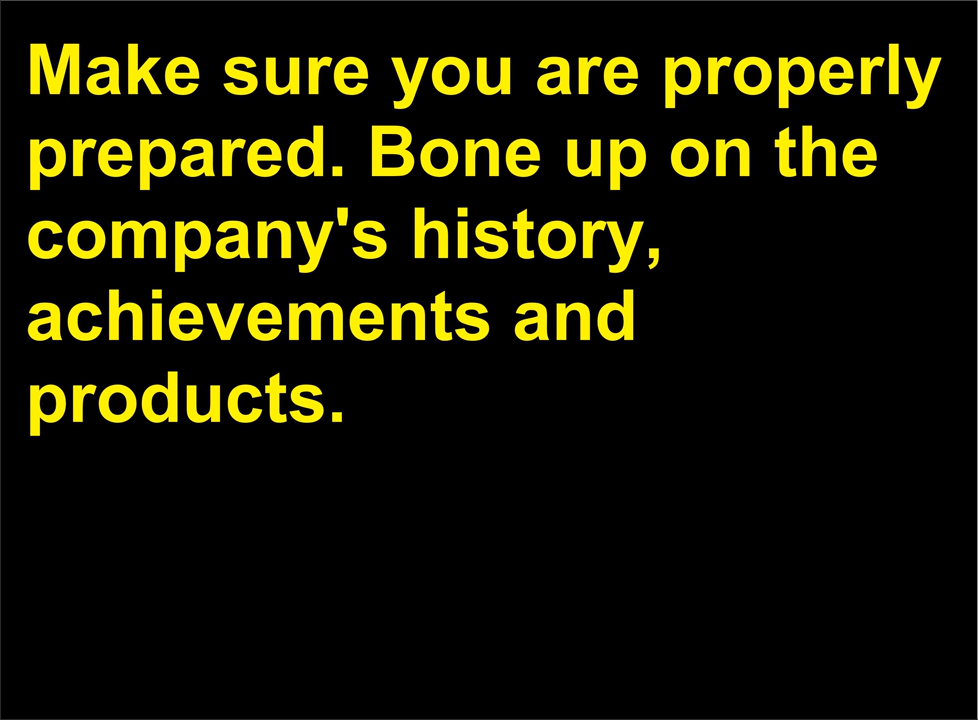 Make sure you are properly
prepared. Bone up on the
company's history,
achievements and
products.